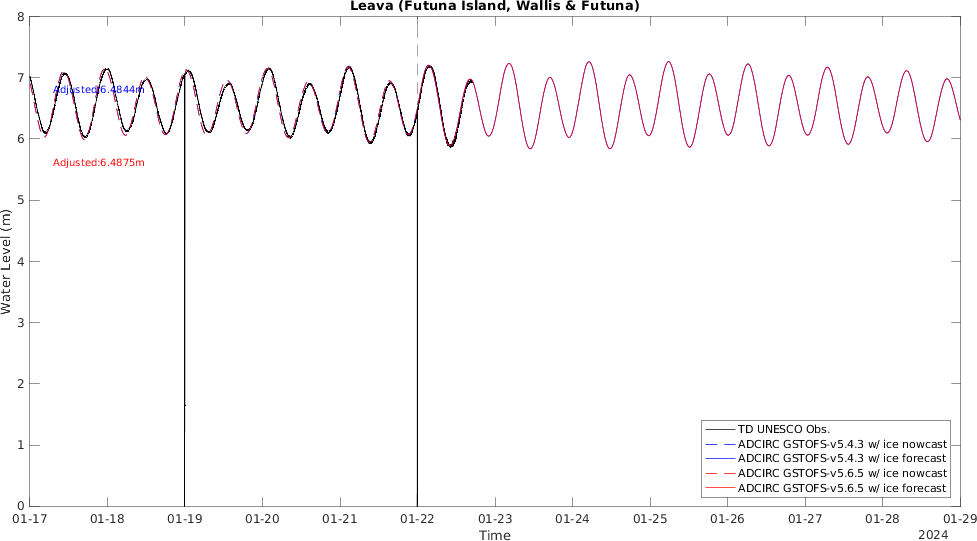 Leava (Futuna Island, Wallis & Futuna)
8
7
6
5
4
3
2
1
0
Water Level (m)
Adjusted:6.4844m
Adjusted:6.4875m
TD UNESCO Obs.
ADCIRC GSTOFS-v5.4.3 w/ ice nowcast
ADCIRC GSTOFS-v5.4.3 w/ ice forecast
ADCIRC GSTOFS-v5.6.5 w/ ice nowcast
ADCIRC GSTOFS-v5.6.5 w/ ice forecast
01-17 01-18 01-19 01-20 01-21 01-22 01-23 01-24 01-25 01-26 01-27 01-28 01-29
Time
2024